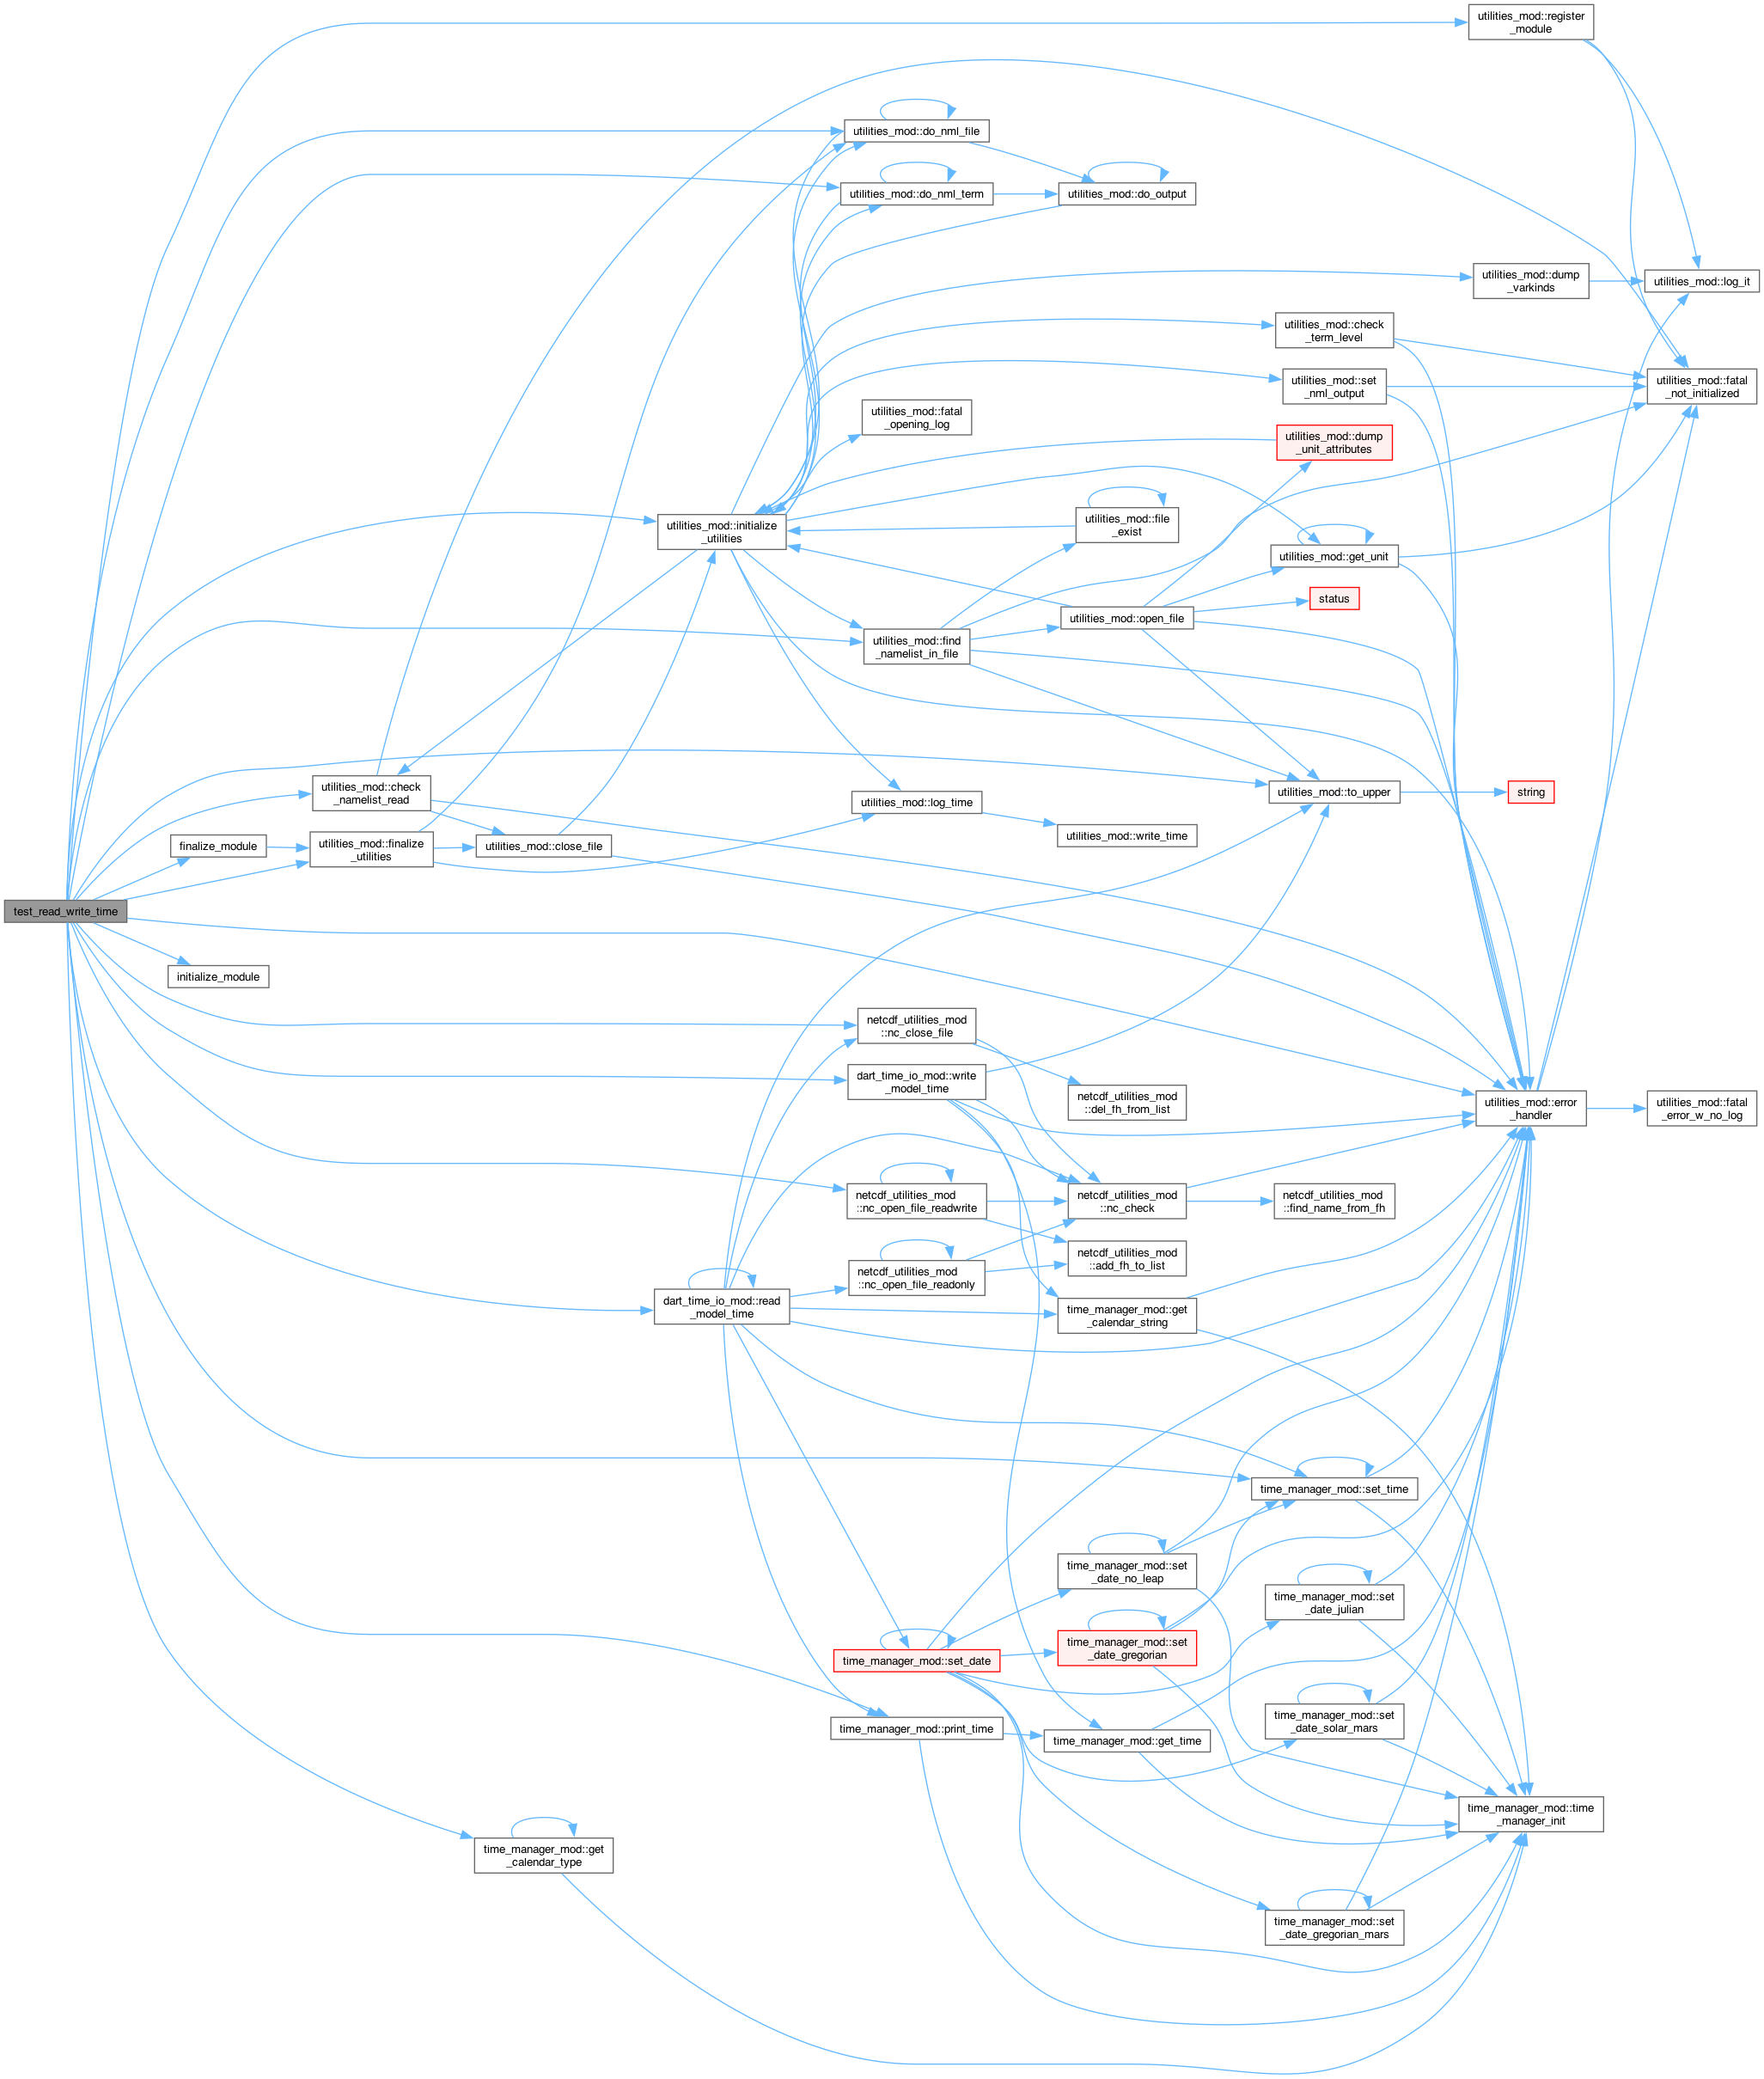 utilities_mod::register
_module
utilities_mod::do_nml_file
utilities_mod::do_nml_term
utilities_mod::do_output
utilities_mod::dump
_varkinds
utilities_mod::log_it
utilities_mod::check
_term_level
utilities_mod::set
_nml_output
utilities_mod::fatal
_not_initialized
utilities_mod::fatal
_opening_log
utilities_mod::dump
_unit_attributes
utilities_mod::initialize
_utilities
utilities_mod::file
_exist
utilities_mod::get_unit
status
utilities_mod::open_file
utilities_mod::find
_namelist_in_file
utilities_mod::check
_namelist_read
utilities_mod::log_time
utilities_mod::to_upper
string
utilities_mod::write_time
finalize_module
utilities_mod::finalize
_utilities
utilities_mod::close_file
test_read_write_time
initialize_module
netcdf_utilities_mod
::nc_close_file
dart_time_io_mod::write
_model_time
netcdf_utilities_mod
::del_fh_from_list
utilities_mod::error
_handler
utilities_mod::fatal
_error_w_no_log
netcdf_utilities_mod
::nc_open_file_readwrite
netcdf_utilities_mod
::nc_check
netcdf_utilities_mod
::find_name_from_fh
netcdf_utilities_mod
::add_fh_to_list
netcdf_utilities_mod
::nc_open_file_readonly
dart_time_io_mod::read
_model_time
time_manager_mod::get
_calendar_string
time_manager_mod::set_time
time_manager_mod::set
_date_no_leap
time_manager_mod::set
_date_julian
time_manager_mod::set_date
time_manager_mod::set
_date_gregorian
time_manager_mod::set
_date_solar_mars
time_manager_mod::print_time
time_manager_mod::get_time
time_manager_mod::time
_manager_init
time_manager_mod::get
_calendar_type
time_manager_mod::set
_date_gregorian_mars